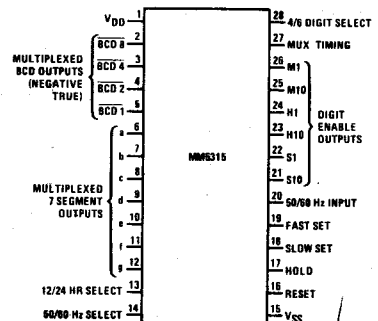 VDD 1
2 BCD 8
3 BCD 4
4 BCD 2
5 BCD 1
MULTIPLEXED
BCD OUTPUTS
(NEGATIVE
TRUE)
a 6
b 7
c 8
d 9
e 10
f 11
g 12
MULTIPLEXED
7 SEGMENT
OUTPUTS
12/24 HR SELECT 13
50/60 Hz SELECT 14
MM5315
28 4/6 DIGIT SELECT
27 MUX TIMING
26 M1
25 M10
24 H1
23 H10
22 S1
21 S10
DIGIT
ENABLE
OUTPUTS
20 50/60 Hz INPUT
19 FAST SET
18 SLOW SET
17 HOLD
16 RESET
15 VSS